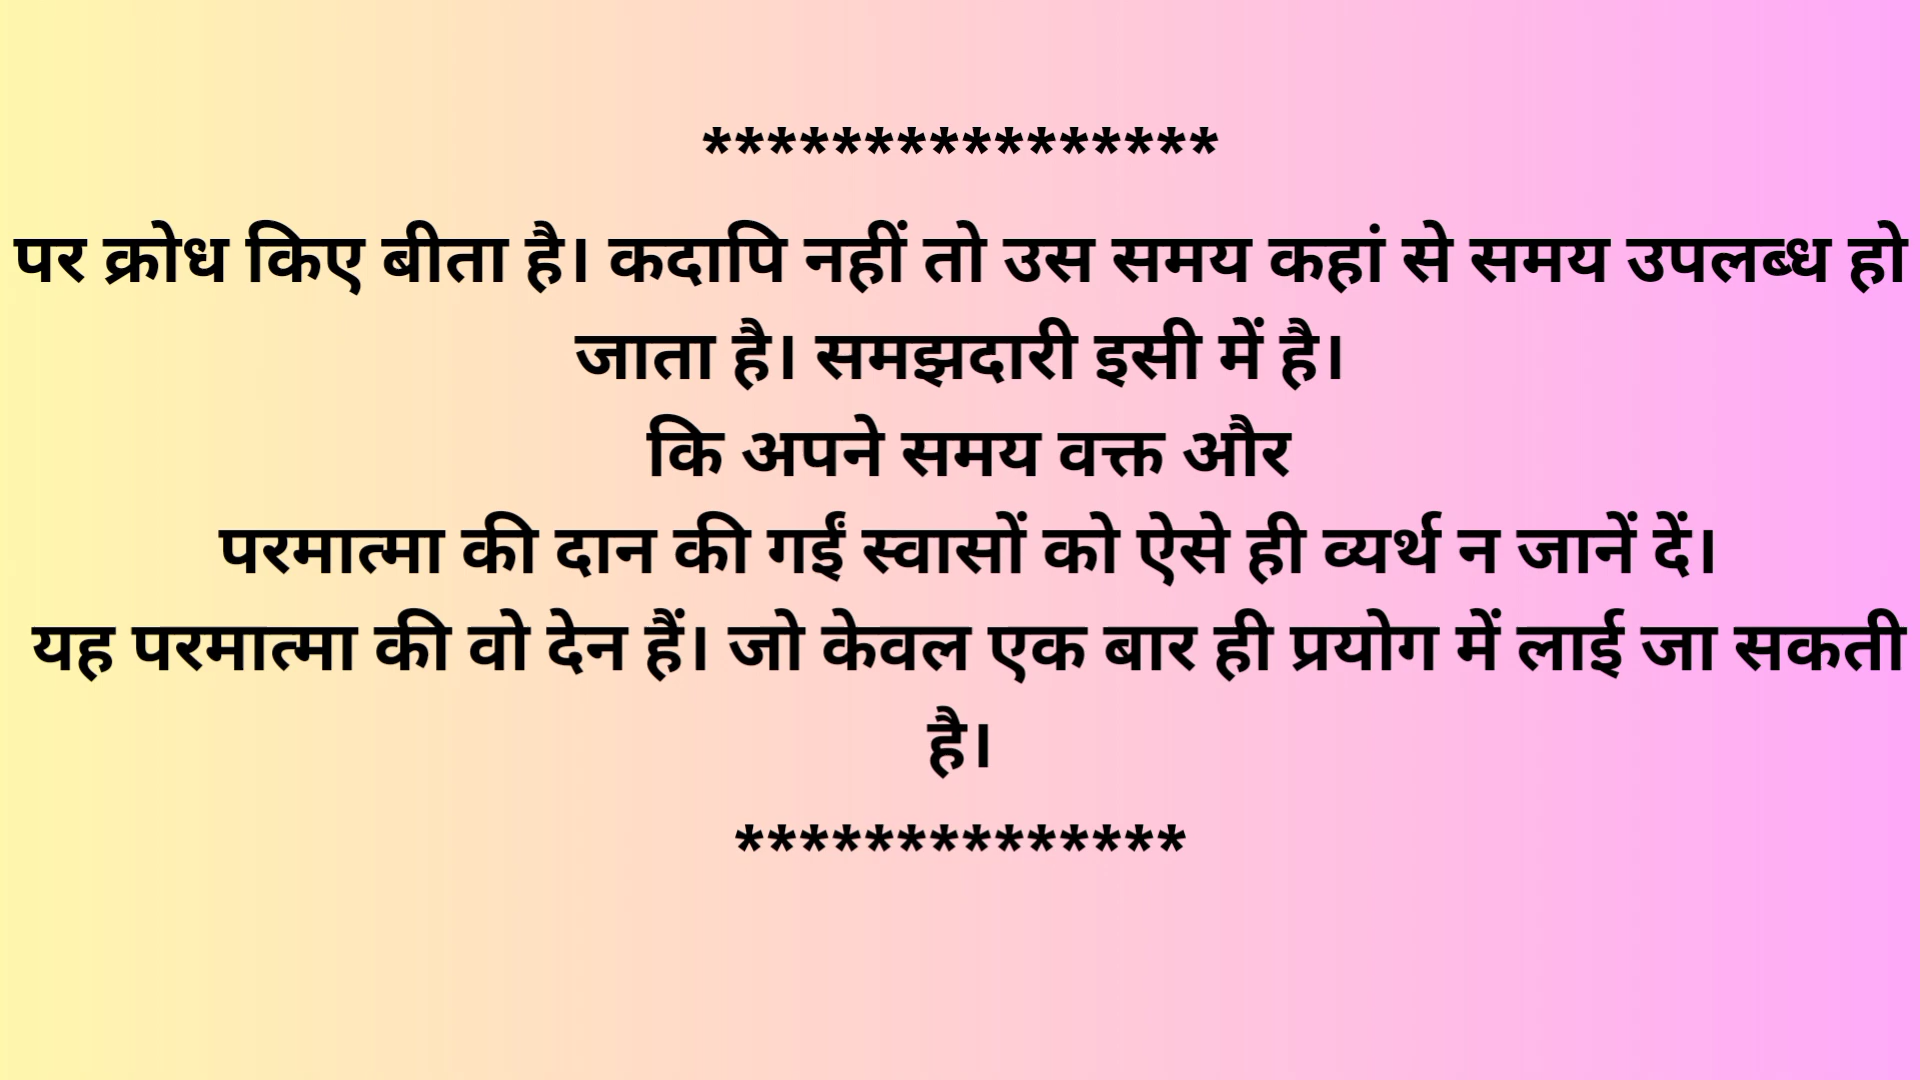 ****************
पर क्रोध किए बीता है। कदापि नहीं तो उस समय कहां से समय उपलब्ध हो
जाता है। समझदारी इसी में है।
कि अपने समय वक्त और
परमात्मा की दान की गईं स्वासों को ऐसे ही व्यर्थ न जानें दें।
यह परमात्मा की वो देन हैं। जो केवल एक बार ही प्रयोग में लाई जा सकती
है।
**************